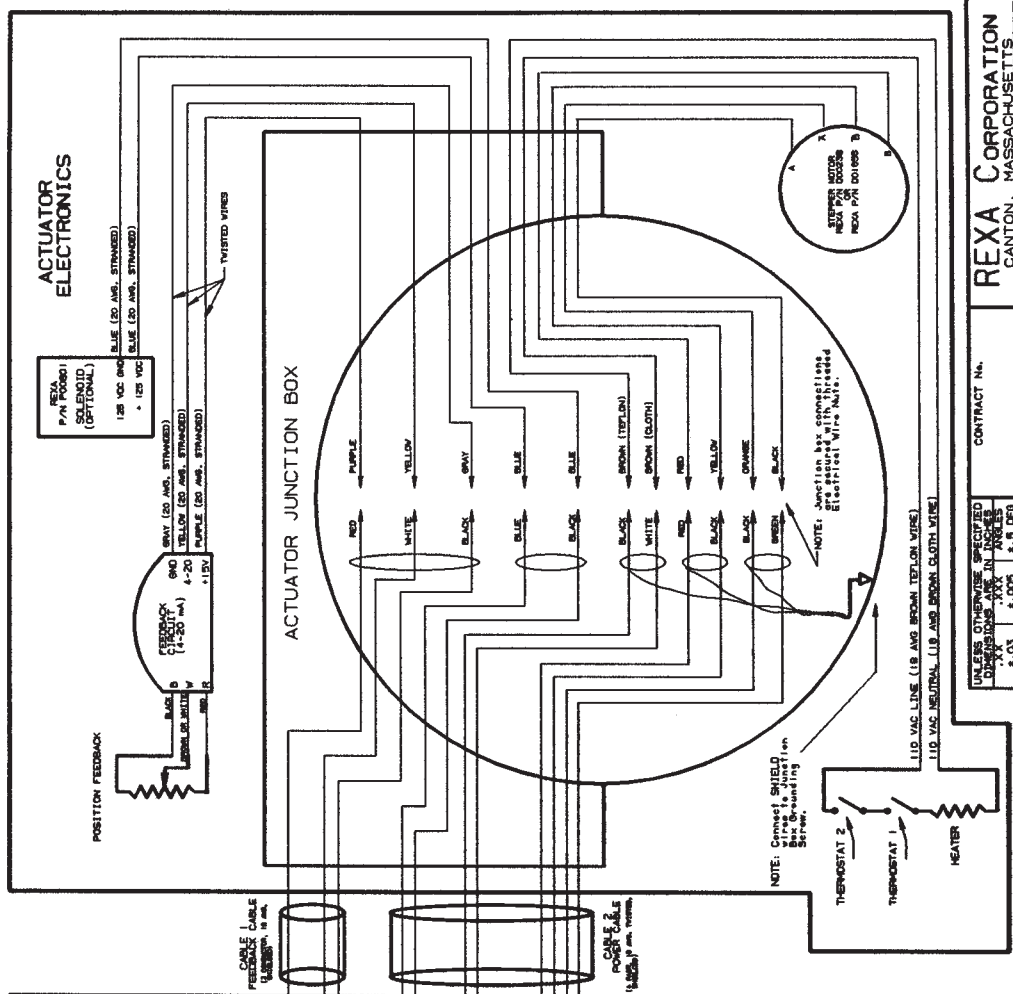 ACTUATOR
ELECTRONICS
REXA
P/N P00801
SOLENOID
(OPTIONAL)
125 VDC GND
+ 125 VDC
BLUE (20 AWG, STRANDED)
BLUE (20 AWG, STRANDED)
TWISTED WIRES
GRAY (20 AWG, STRANDED)
YELLOW (20 AWG, STRANDED)
PURPLE (20 AWG, STRANDED)
FEEDBACK
CIRCUIT
(4-20 mA)
GND
4-20
+15V
B
W
R
BLACK
RED
POSITION FEEDBACK
ACTUATOR JUNCTION BOX
RED
WHITE
BLACK
BLUE
BLACK
BLACK
WHITE
RED
BLACK
BLACK
GREEN
PURPLE
YELLOW
GRAY
BLUE
BLUE
BROWN (TEFLON)
BROWN (CLOTH)
RED
YELLOW
ORANGE
BLACK
NOTE: Junction box connections
are secured with threaded
Electrical Wire Nuts.
NOTE: Connect SHIELD
wires to Junction
Box Grounding
Screw.
STEPPER MOTOR
OR
A
A
B
B
110 VAC LINE (18 AWG BROWN TEFLON WIRE)
110 VAC NEUTRAL (18 AWG BROWN CLOTH WIRE)
THERMOSTAT 2
THERMOSTAT 1
HEATER
CABLE 1
FEEDBACK CABLE
CABLE 2
POWER CABLE
UNLESS OTHERWISE SPECIFIED
DIMENSIONS ARE IN INCHES
.XX .XXX ANGLES
±.03 ±.005 ±.5 DEG
CONTRACT No.
REXA CORPORATION
CANTON, MASSACHUSETTS